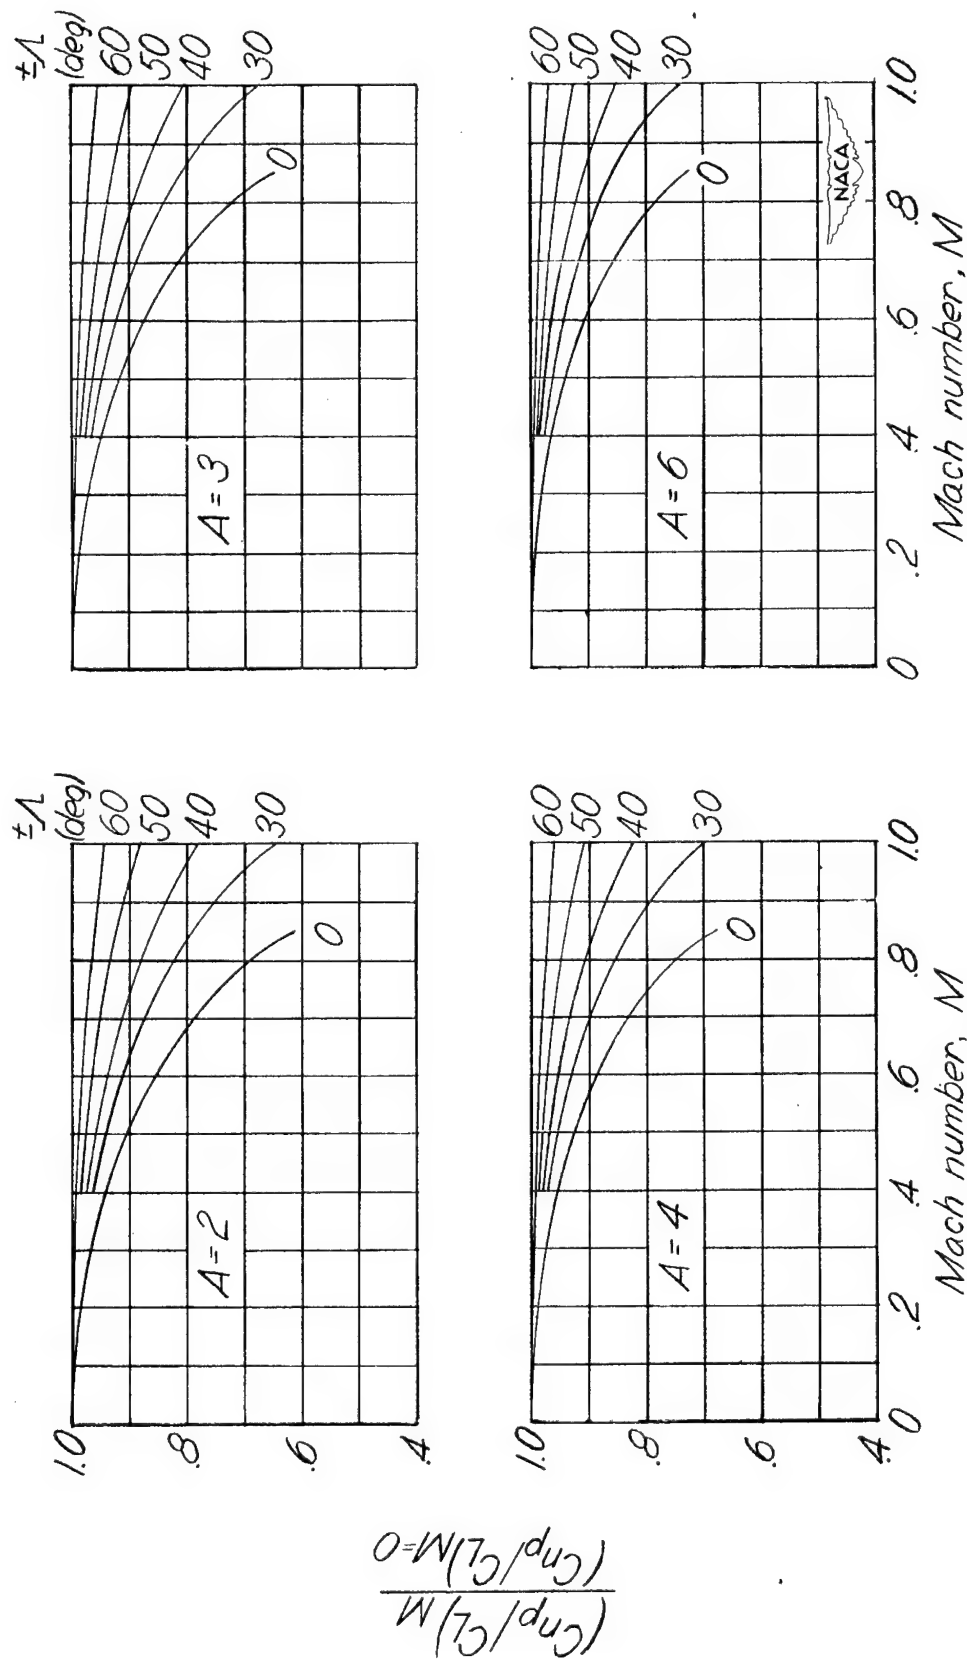 (Cnp/CL)M
(Cnp/CL)M=0
±Λ
(deg)
60
50
40
30
0
A=2
1.0
.8
.6
.4
±Λ
(deg)
60
50
40
30
0
A=3
60
50
40
30
0
A=4
1.0
.8
.6
.4
0 .2 .4 .6 .8 1.0
Mach number, M
60
50
40
30
0
A=6
NACA
0 .2 .4 .6 .8 1.0
Mach number, M